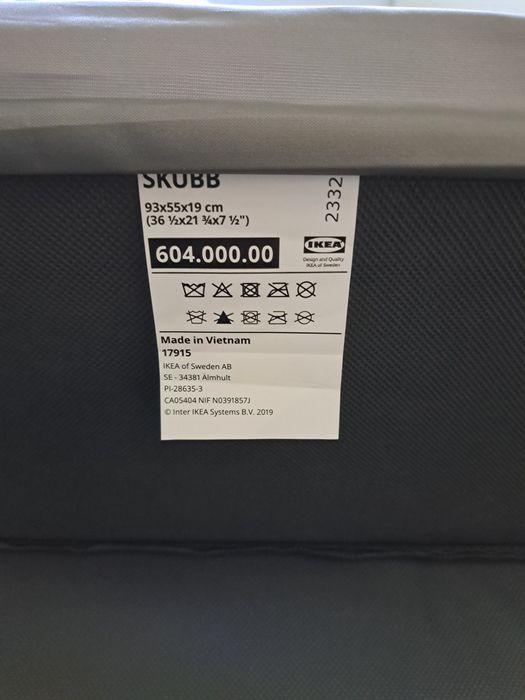 SKUBB
93x55x19 cm
(36 ½x21 ¾x7 ½")
2332
604.000.00
IKEA
Design and Quality
IKEA of Sweden
Made in Vietnam
17915
IKEA of Sweden AB
SE - 34381 Älmhult
PI-28635-3
CA05404 NIF N0391857J
© Inter IKEA Systems B.V. 2019